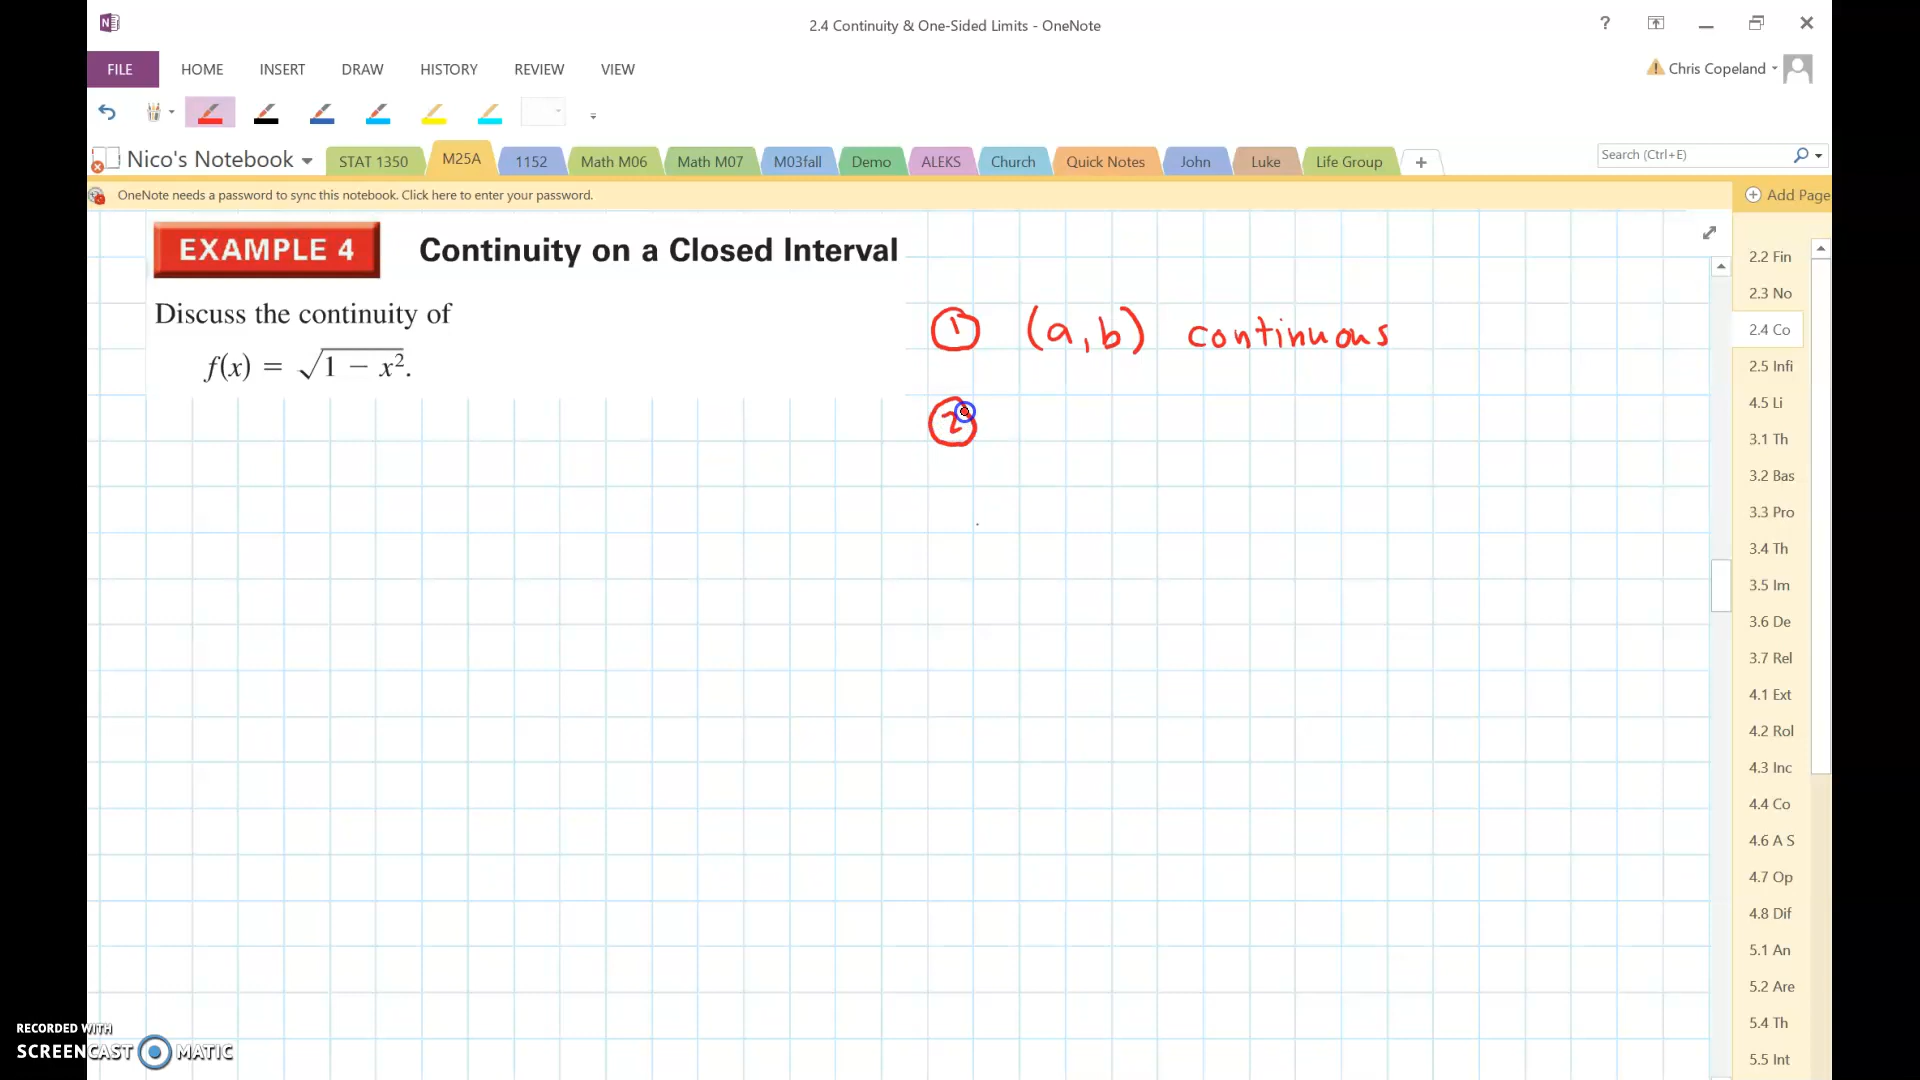 2.4 Continuity & One-Sided Limits - OneNote
?
FILE HOME INSERT DRAW HISTORY REVIEW VIEW
Chris Copeland
Nico's Notebook STAT 1350 M25A 1152 Math M06 Math M07 M03fall Demo ALEKS Church Quick Notes John Luke Life Group +
Search (Ctrl+E)
OneNote needs a password to sync this notebook. Click here to enter your password.
Add Page
EXAMPLE 4 Continuity on a Closed Interval
Discuss the continuity of
f(x) = √1 − x².
① (a,b) continuous
②
2.2 Fin
2.3 No
2.4 Co
2.5 Infi
4.5 Li
3.1 Th
3.2 Bas
3.3 Pro
3.4 Th
3.5 Im
3.6 De
3.7 Rel
4.1 Ext
4.2 Rol
4.3 Inc
4.4 Co
4.6 A S
4.7 Op
4.8 Dif
5.1 An
5.2 Are
5.4 Th
5.5 Int
RECORDED WITH
SCREENCAST MATIC